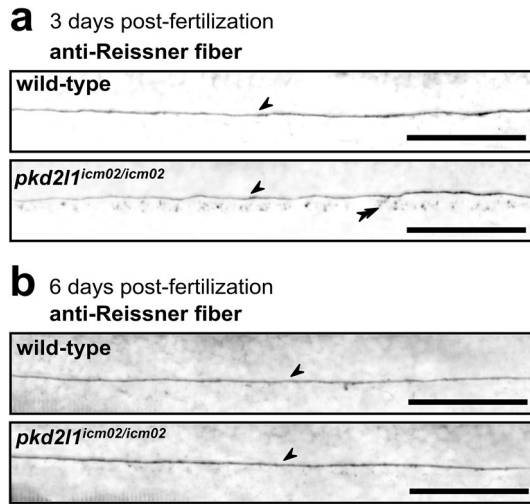 a 3 days post-fertilization
anti-Reissner fiber
wild-type
pkd2l1icm02/icm02
b 6 days post-fertilization
anti-Reissner fiber
wild-type
pkd2l1icm02/icm02